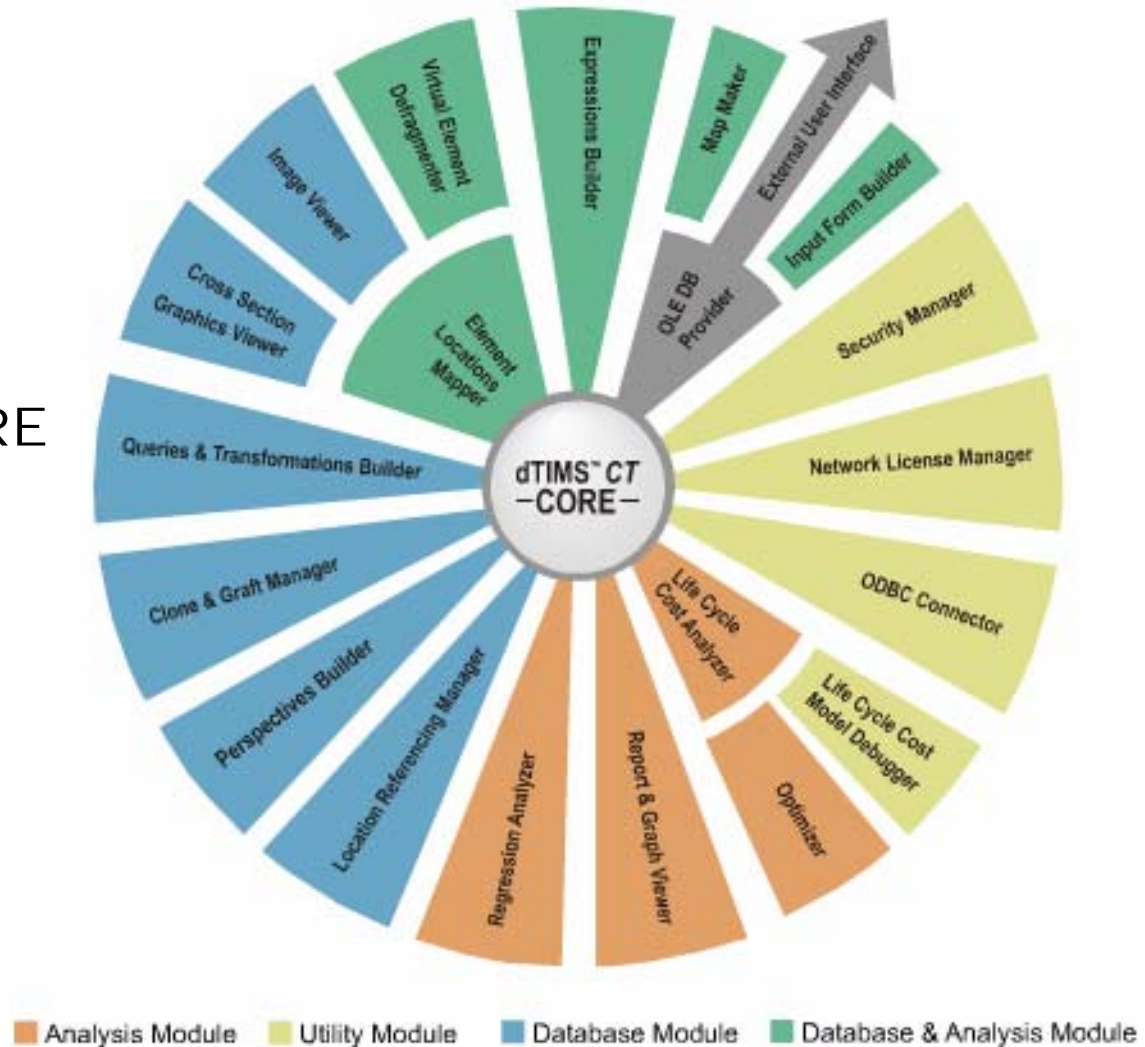 RE
Virtual Element
Defragmenter
Expressions Builder
Map Maker
External User Interface
Input Form Builder
Image Viewer
Cross Section
Graphics Viewer
Element
Locations
Mapper
OLE DB
Provider
Security Manager
Queries & Transformations Builder
dTIMS™ CT
–CORE–
Network License Manager
Clone & Graft Manager
ODBC Connector
Perspectives Builder
Location Referencing Manager
Regression Analyzer
Report & Graph Viewer
Life Cycle
Cost Analyzer
Life Cycle Cost
Model Debugger
Optimizer
Analysis Module
Utility Module
Database Module
Database & Analysis Module